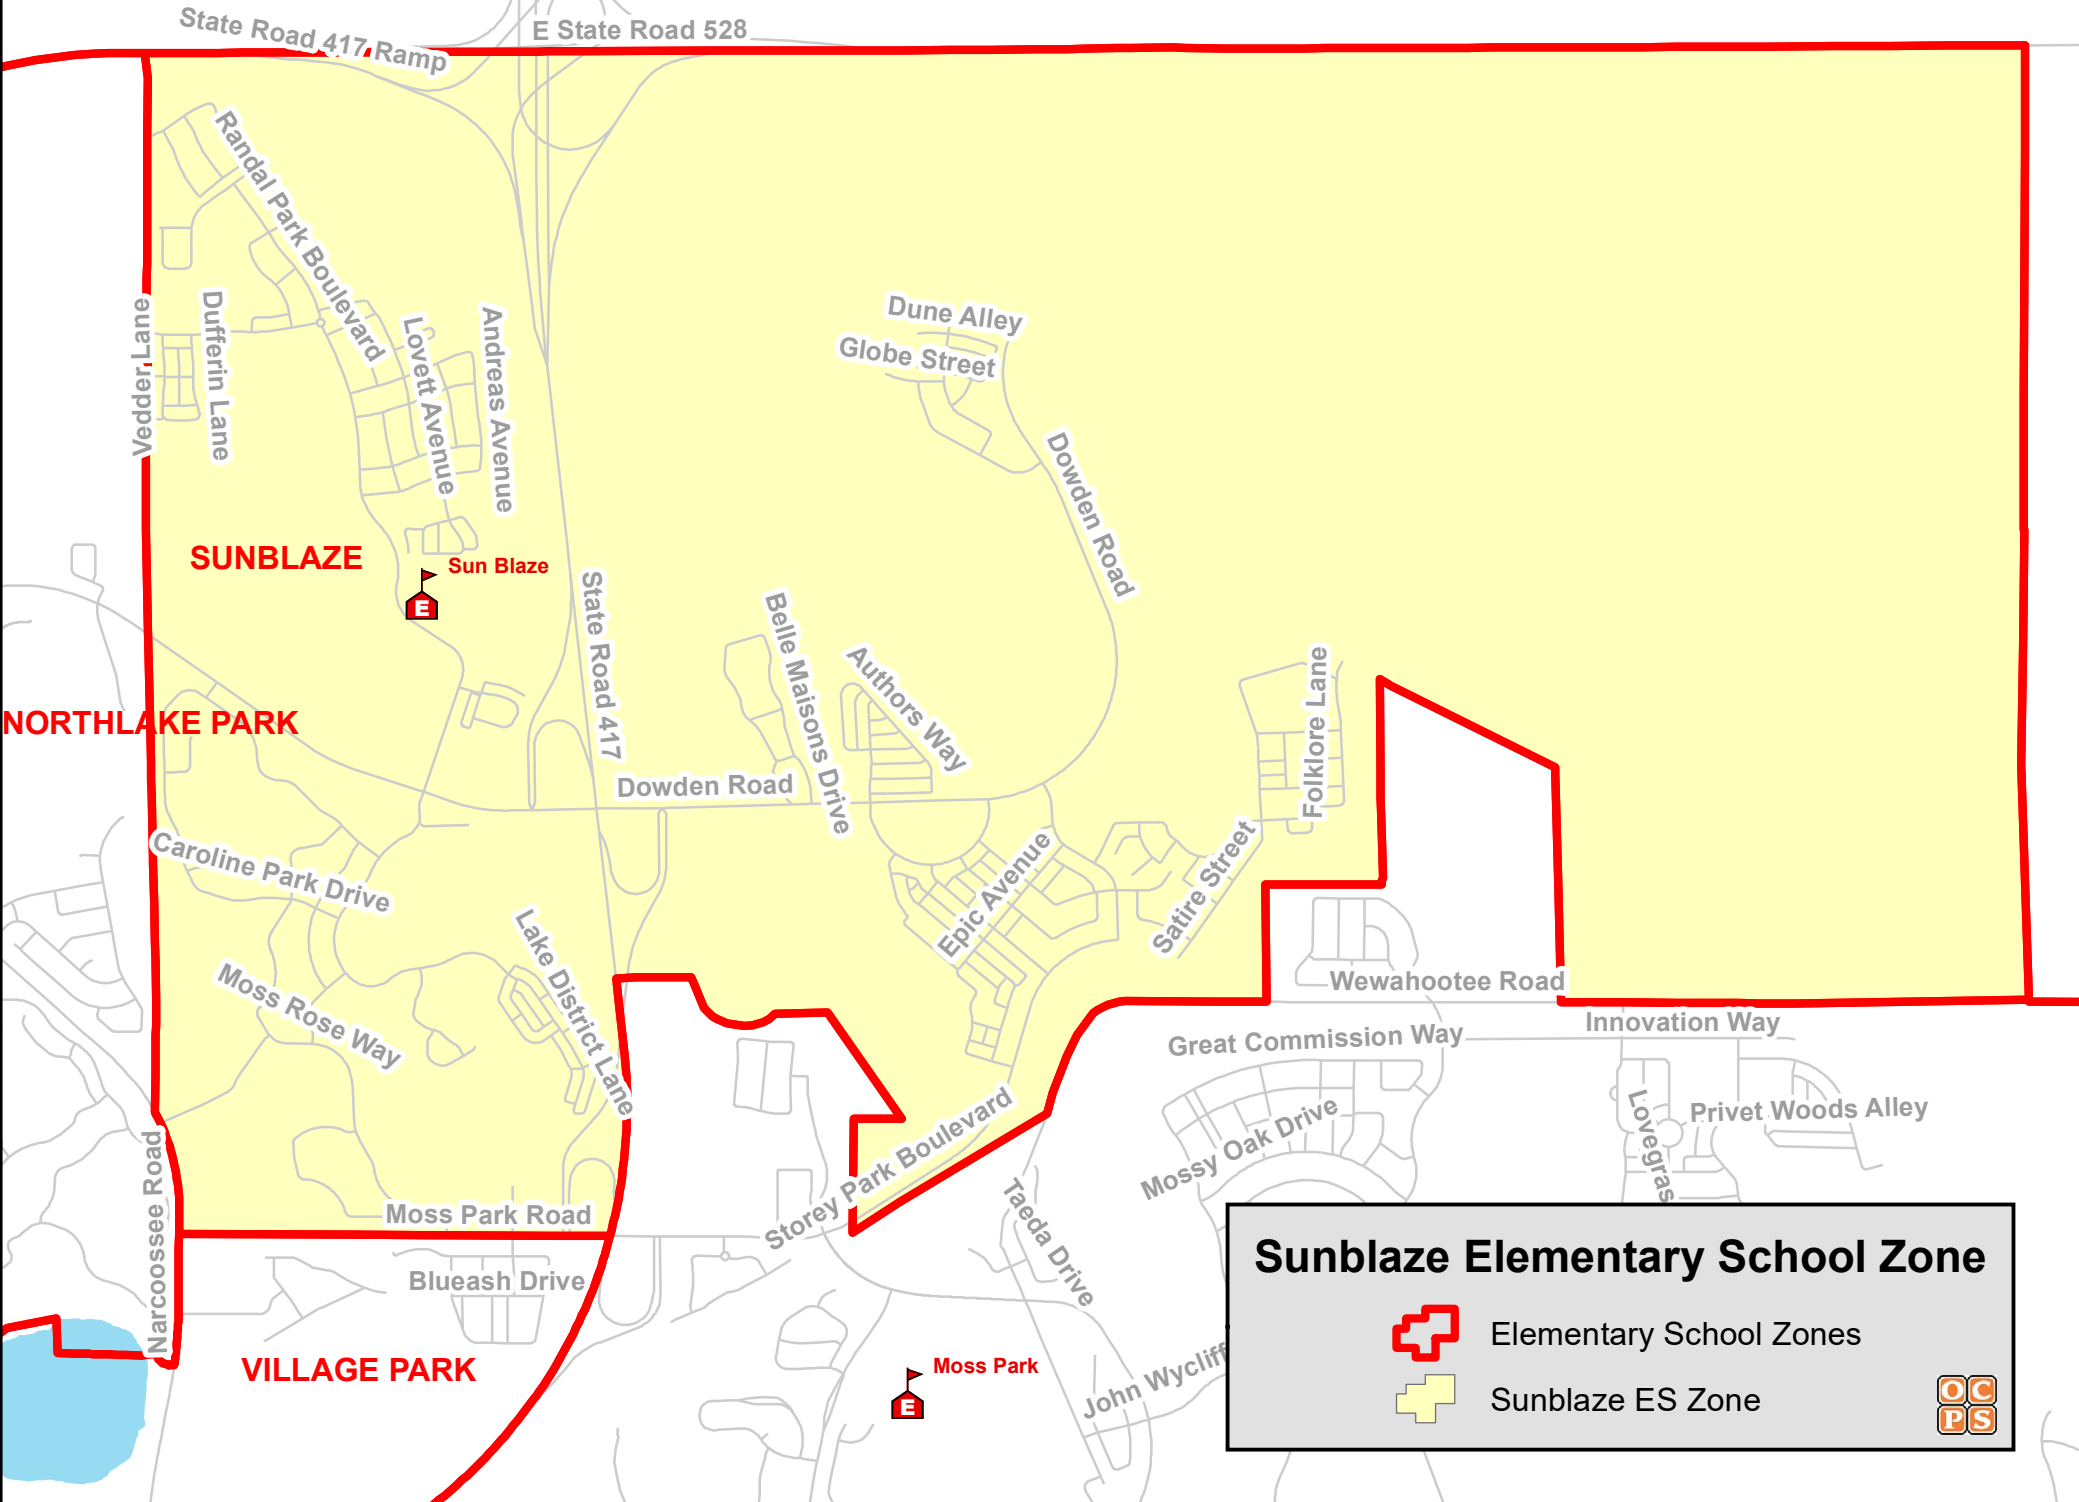 State Road 417 Ramp
E State Road 528
Randal Park Boulevard
Vedder Lane
Dufferin Lane
Lovett Avenue
Andreas Avenue
Dune Alley
Globe Street
Dowden Road
SUNBLAZE
Sun Blaze
E
State Road 417
Belle Maisons Drive
Authors Way
Folklore Lane
NORTHLAKE PARK
Dowden Road
Caroline Park Drive
Epic Avenue
Satire Street
Lake District Lane
Moss Rose Way
Wewahootee Road
Innovation Way
Great Commission Way
Lovegras
Privet Woods Alley
Mossy Oak Drive
Storey Park Boulevard
Narcoossee Road
Moss Park Road
Taeda Drive
Blueash Drive
VILLAGE PARK
Moss Park
E
John Wycliff
Sunblaze Elementary School Zone
Elementary School Zones
Sunblaze ES Zone
OC
PS